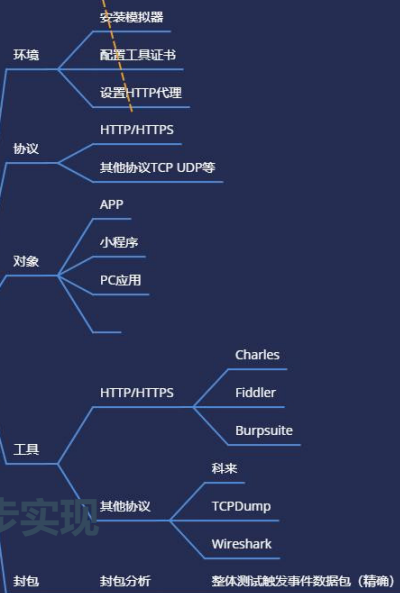 安装模拟器
环境
配置工具证书
设置HTTP代理
HTTP/HTTPS
协议
其他协议TCP UDP等
APP
小程序
对象
PC应用
Charles
HTTP/HTTPS
Fiddler
Burpsuite
工具
科来
其他协议
TCPDump
Wireshark
步实现
封包
封包分析
整体测试触发事件数据包（精确）